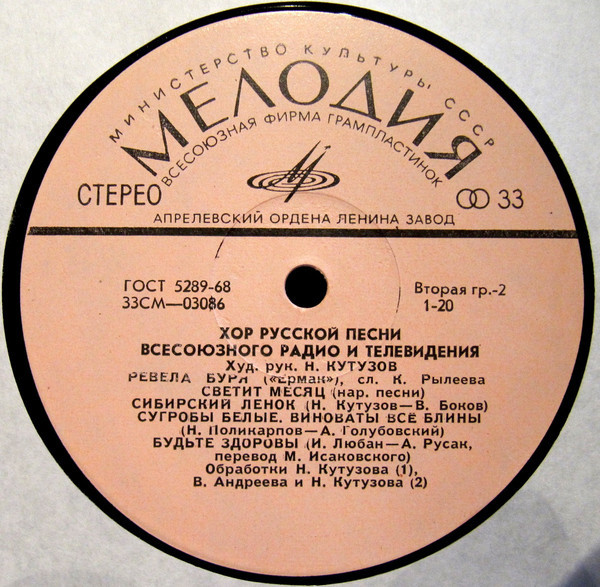 МИНИСТЕРСТВО КУЛЬТУРЫ СССР
МЕЛОДИЯ
ВСЕСОЮЗНАЯ ФИРМА ГРАМПЛАСТИНОК
СТЕРЕО
33
АПРЕЛЕВСКИЙ ОРДЕНА ЛЕНИНА ЗАВОД
ГОСТ 5289-68
Вторая гр.-2
33СМ—03086
1-20
ХОР РУССКОЙ ПЕСНИ
ВСЕСОЮЗНОГО РАДИО И ТЕЛЕВИДЕНИЯ
Худ. рук. Н. КУТУЗОВ
РЕВЕЛА БУРЯ («Ермак»), сл. К. Рылеева
СВЕТИТ МЕСЯЦ (нар. песни)
СИБИРСКИЙ ЛЕНОК (Н. Кутузов—В. Боков)
СУГРОБЫ БЕЛЫЕ, ВИНОВАТЫ ВСЁ БЛИНЫ
(Н. Поликарпов—А. Голубовский)
БУДЬТЕ ЗДОРОВЫ (И. Любан—А. Русак,
перевод М. Исаковского)
Обработки Н. Кутузова (1),
В. Андреева и Н. Кутузова (2)